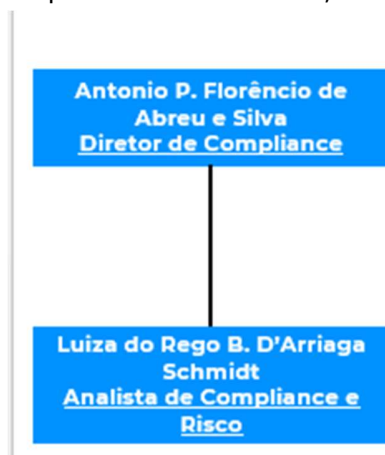 Antonio P. Florêncio de
Abreu e Silva
Diretor de Compliance
Luiza do Rego B. D'Arriaga
Schmidt
Analista de Compliance e
Risco